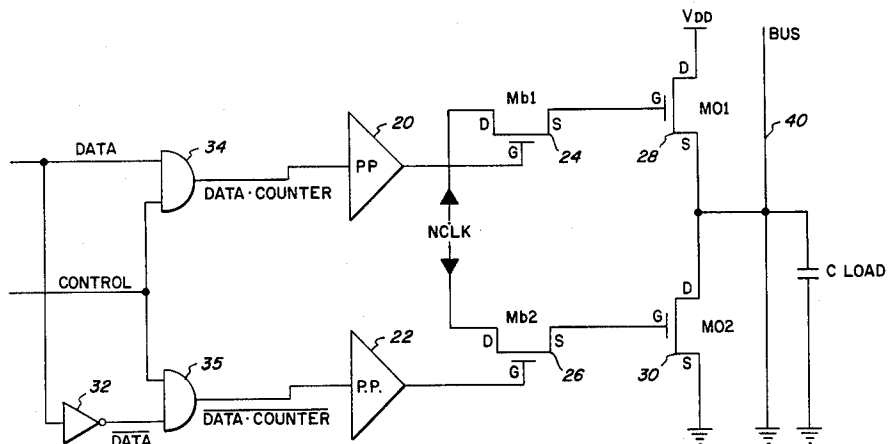 VDD
BUS
D
Mb1
G
MO1
20
34
40
DATA
D
S
S
PP
G
24
28
DATA·COUNTER
NCLK
CONTROL
C LOAD
D
Mb2
G
MO2
22
35
D
S
32
P.P.
G
26
30
S
DATA·COUNTER
DATA